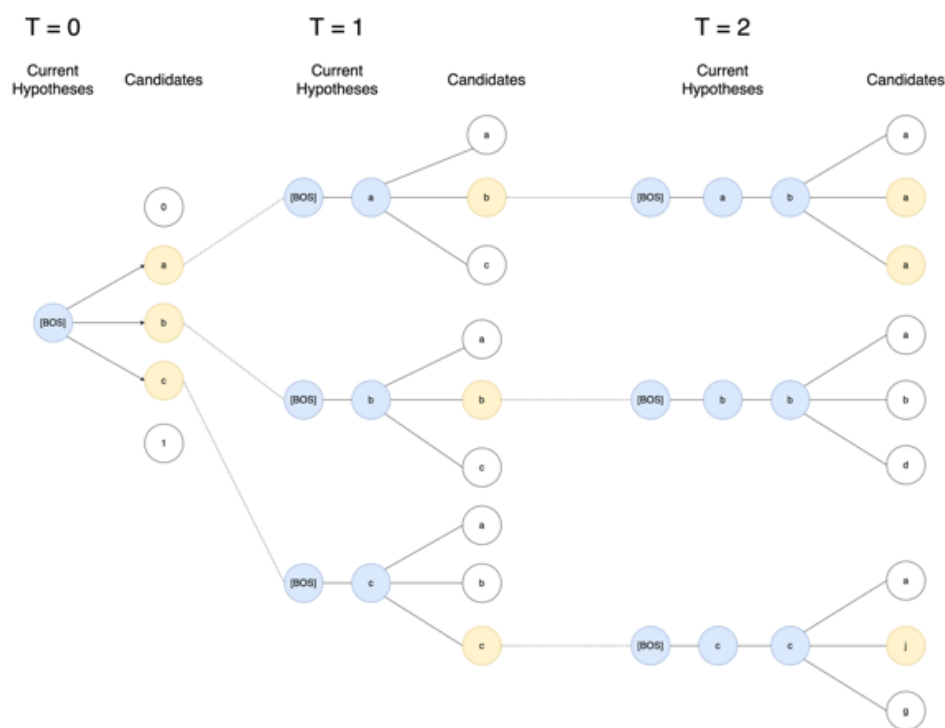 T = 0 T = 1 T = 2
Current Hypotheses Candidates Current Hypotheses Candidates Current Hypotheses Candidates
a a
0
[BOS] a b [BOS] a b a
a c a
[BOS] b
a a
c [BOS] b b [BOS] b b b
1
c d
a
a
[BOS] c b
c [BOS] c c j
g